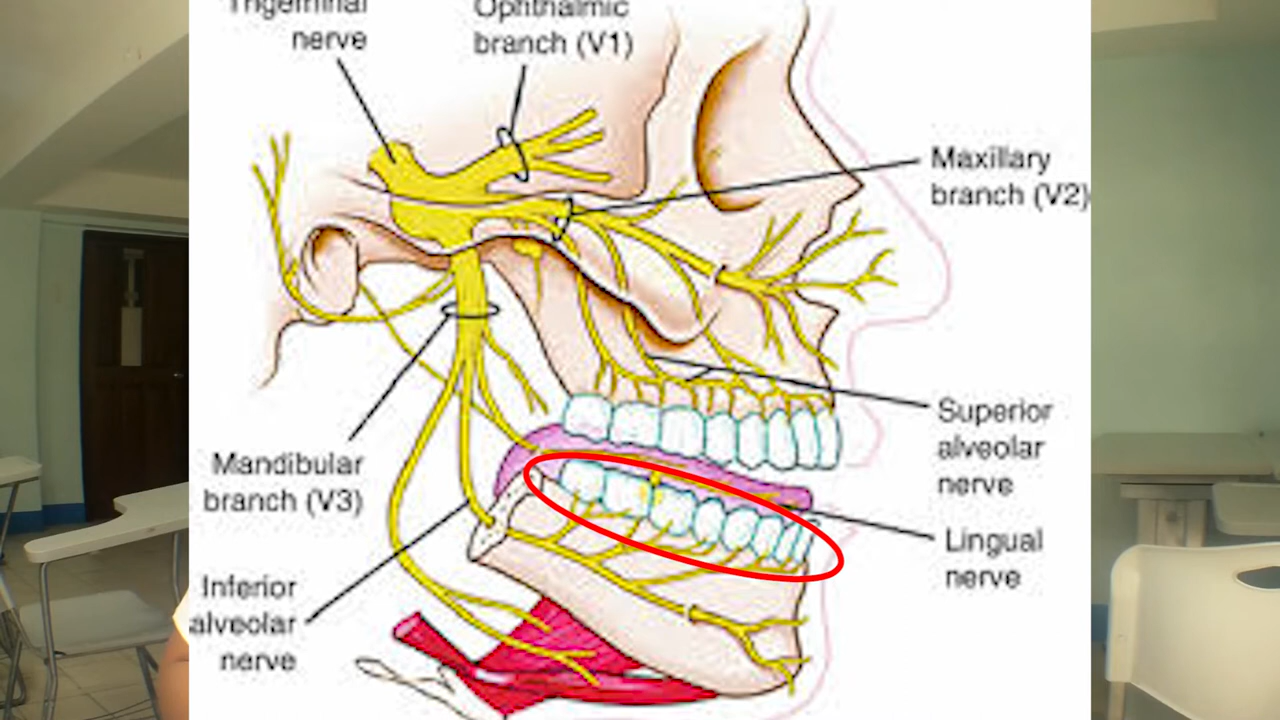 Trigeminal
nerve
Ophthalmic
branch (V1)
Maxillary
branch (V2)
Superior
alveolar
nerve
Mandibular
branch (V3)
Lingual
nerve
Inferior
alveolar
nerve